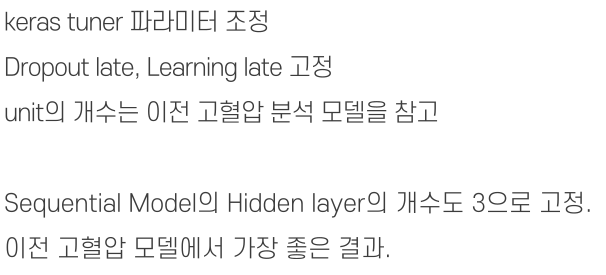 keras tuner 파라미터 조정
Dropout late, Learning late 고정
unit의 개수는 이전 고혈압 분석 모델을 참고
Sequential Model의 Hidden layer의 개수도 3으로 고정.
이전 고혈압 모델에서 가장 좋은 결과.